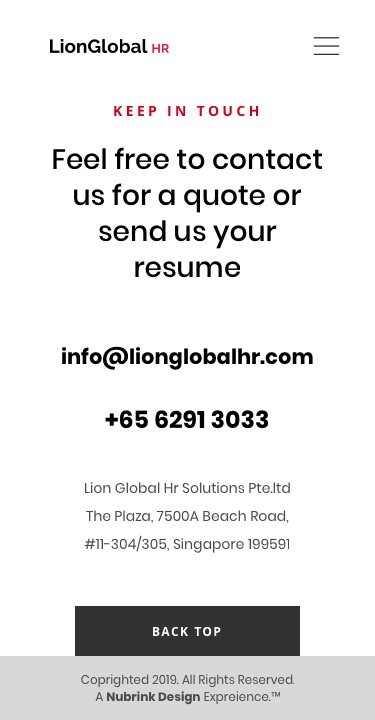 LionGlobal HR
KEEP IN TOUCH
Feel free to contact
us for a quote or
send us your
resume
info@lionglobalhr.com
+65 6291 3033
Lion Global Hr Solutions Pte.ltd
The Plaza, 7500A Beach Road,
#11-304/305, Singapore 199591
BACK TOP
Coprighted 2019. All Rights Reserved.
A Nubrink Design Expreience.™